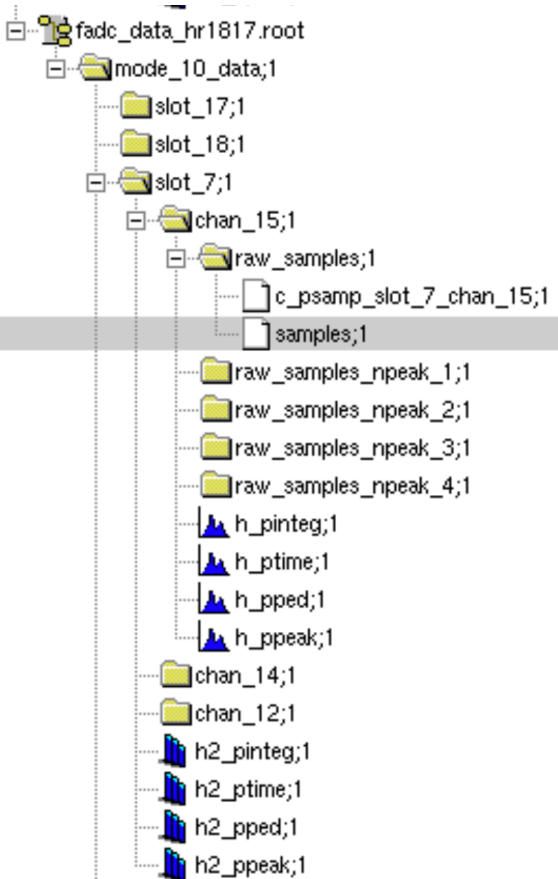 fadc_data_hr1817.root
mode_10_data;1
slot_17;1
slot_18;1
slot_7;1
chan_15;1
raw_samples;1
c_psamp_slot_7_chan_15;1
samples;1
raw_samples_npeak_1;1
raw_samples_npeak_2;1
raw_samples_npeak_3;1
raw_samples_npeak_4;1
h_pinteg;1
h_ptime;1
h_pped;1
h_ppeak;1
chan_14;1
chan_12;1
h2_pinteg;1
h2_ptime;1
h2_pped;1
h2_ppeak;1